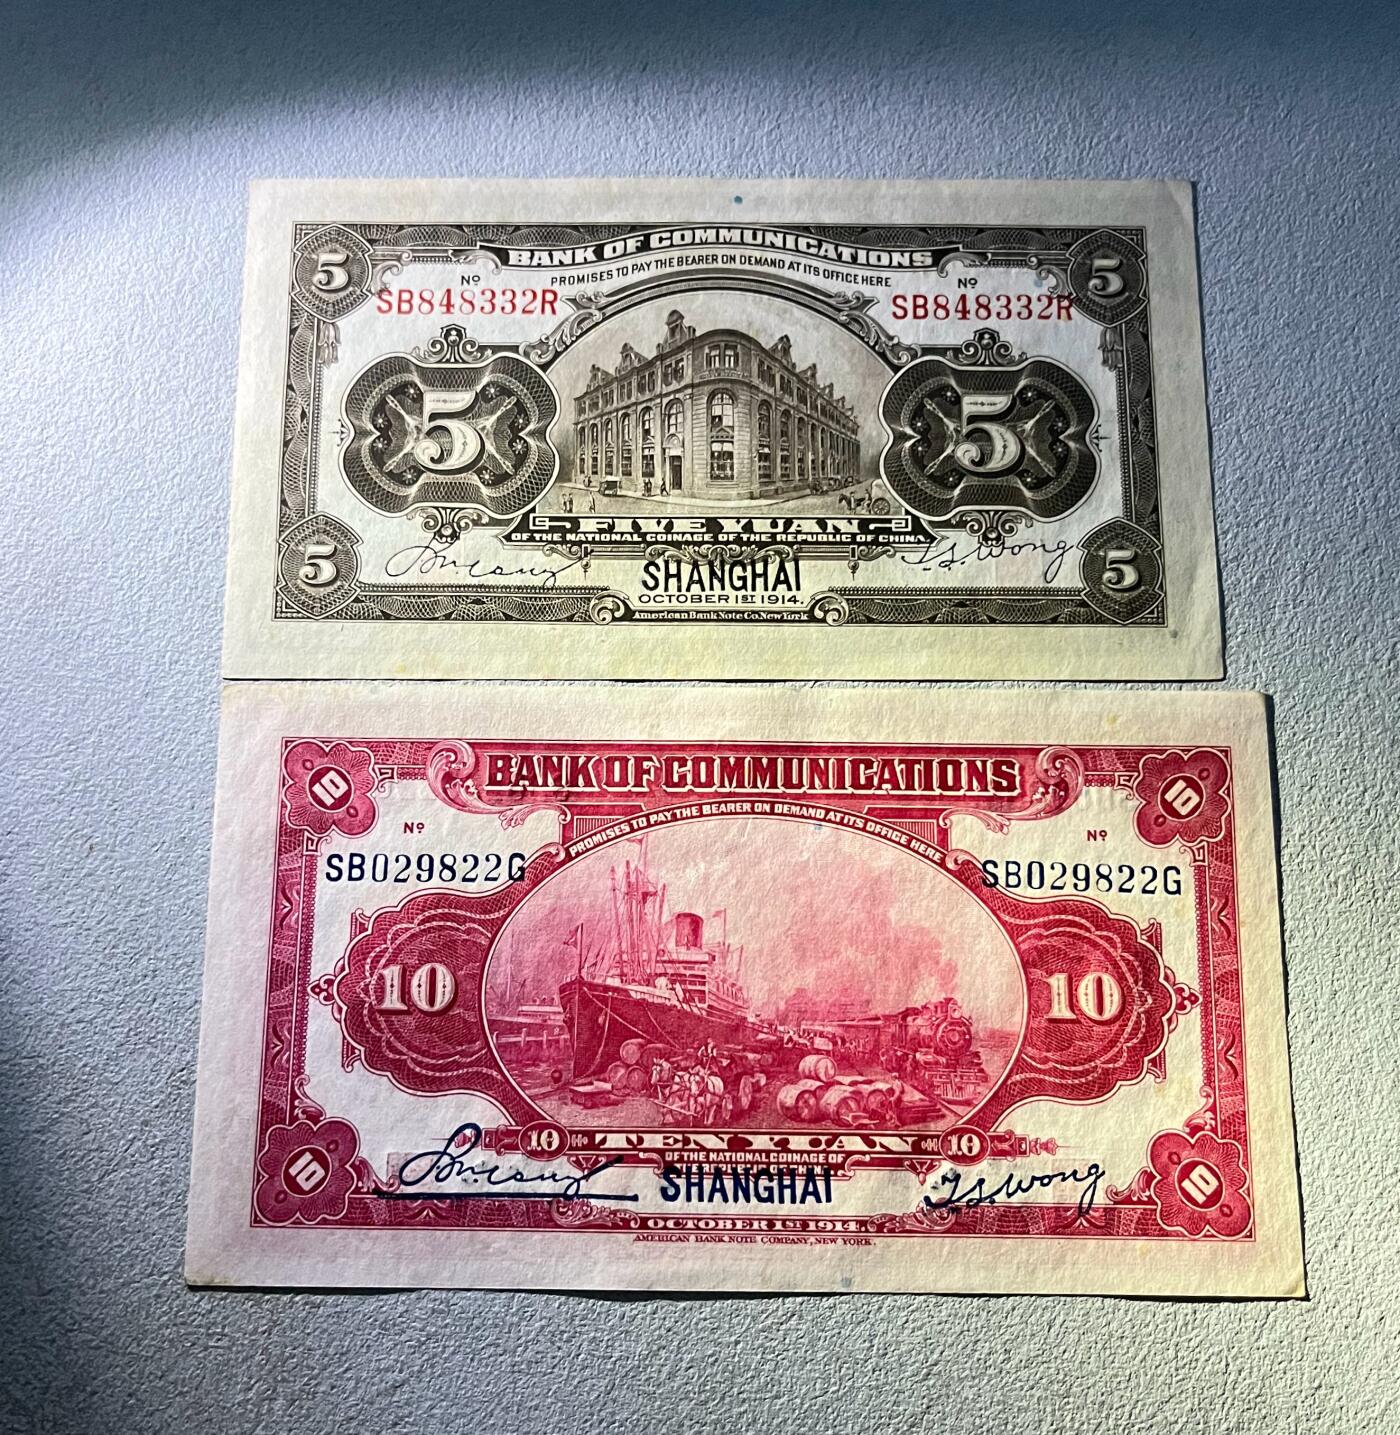 5 BANK OF COMMUNICATIONS 5
PROMISES TO PAY THE BEARER ON DEMAND AT ITS OFFICE HERE
Nº Nº
SB848332R SB848332R
5 5
FIVE YUAN
OF THE NATIONAL COINAGE OF THE REPUBLIC OF CHINA.
5 T.S. Wong 5
SHANGHAI
OCTOBER 1ST 1914.
American Bank Note Co. New York
10 BANK OF COMMUNICATIONS 10
PROMISES TO PAY THE BEARER ON DEMAND AT ITS OFFICE HERE
Nº Nº
SB029822G SB029822G
10 10
10 TEN YUAN 10
OF THE NATIONAL COINAGE OF
10 SHANGHAI T.S. Wong 10
OCTOBER 1ST 1914.
AMERICAN BANK NOTE COMPANY, NEW YORK.